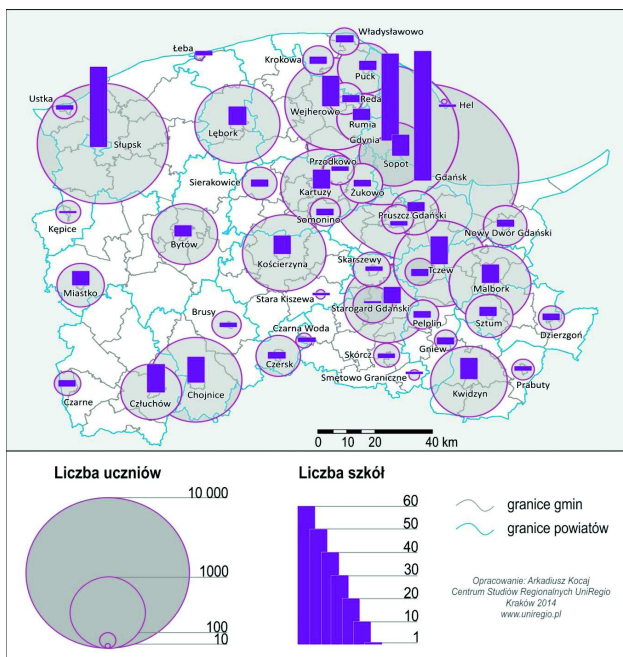 Władysławowo
Łeba
Krokowa
Puck
Ustka
Reda
Hel
Wejherowo
Lębork
Rumia
Słupsk
Gdynia
Sopot
Przodkowo
Gdańsk
Sierakowice
Kartuzy
Żukowo
Kępice
Somonino
Pruszcz Gdański
Bytów
Nowy Dwór Gdański
Kościerzyna
Skarszewy
Tczew
Miastko
Malbork
Stara Kiszewa
Starogard Gdański
Brusy
Pelplin
Sztum
Czarna Woda
Dzierzgoń
Gniew
Skórcz
Czersk
Smętowo Graniczne
Prabuty
Czarne
Człuchów
Chojnice
Kwidzyn
0 10 20 40 km
Liczba uczniów
10 000
1000
100
10
Liczba szkół
60
50
40
30
20
10
1
granice gmin
granice powiatów
Opracowanie: Arkadiusz Kocaj
Centrum Studiów Regionalnych UniRegio
Kraków 2014
www.uniregio.pl